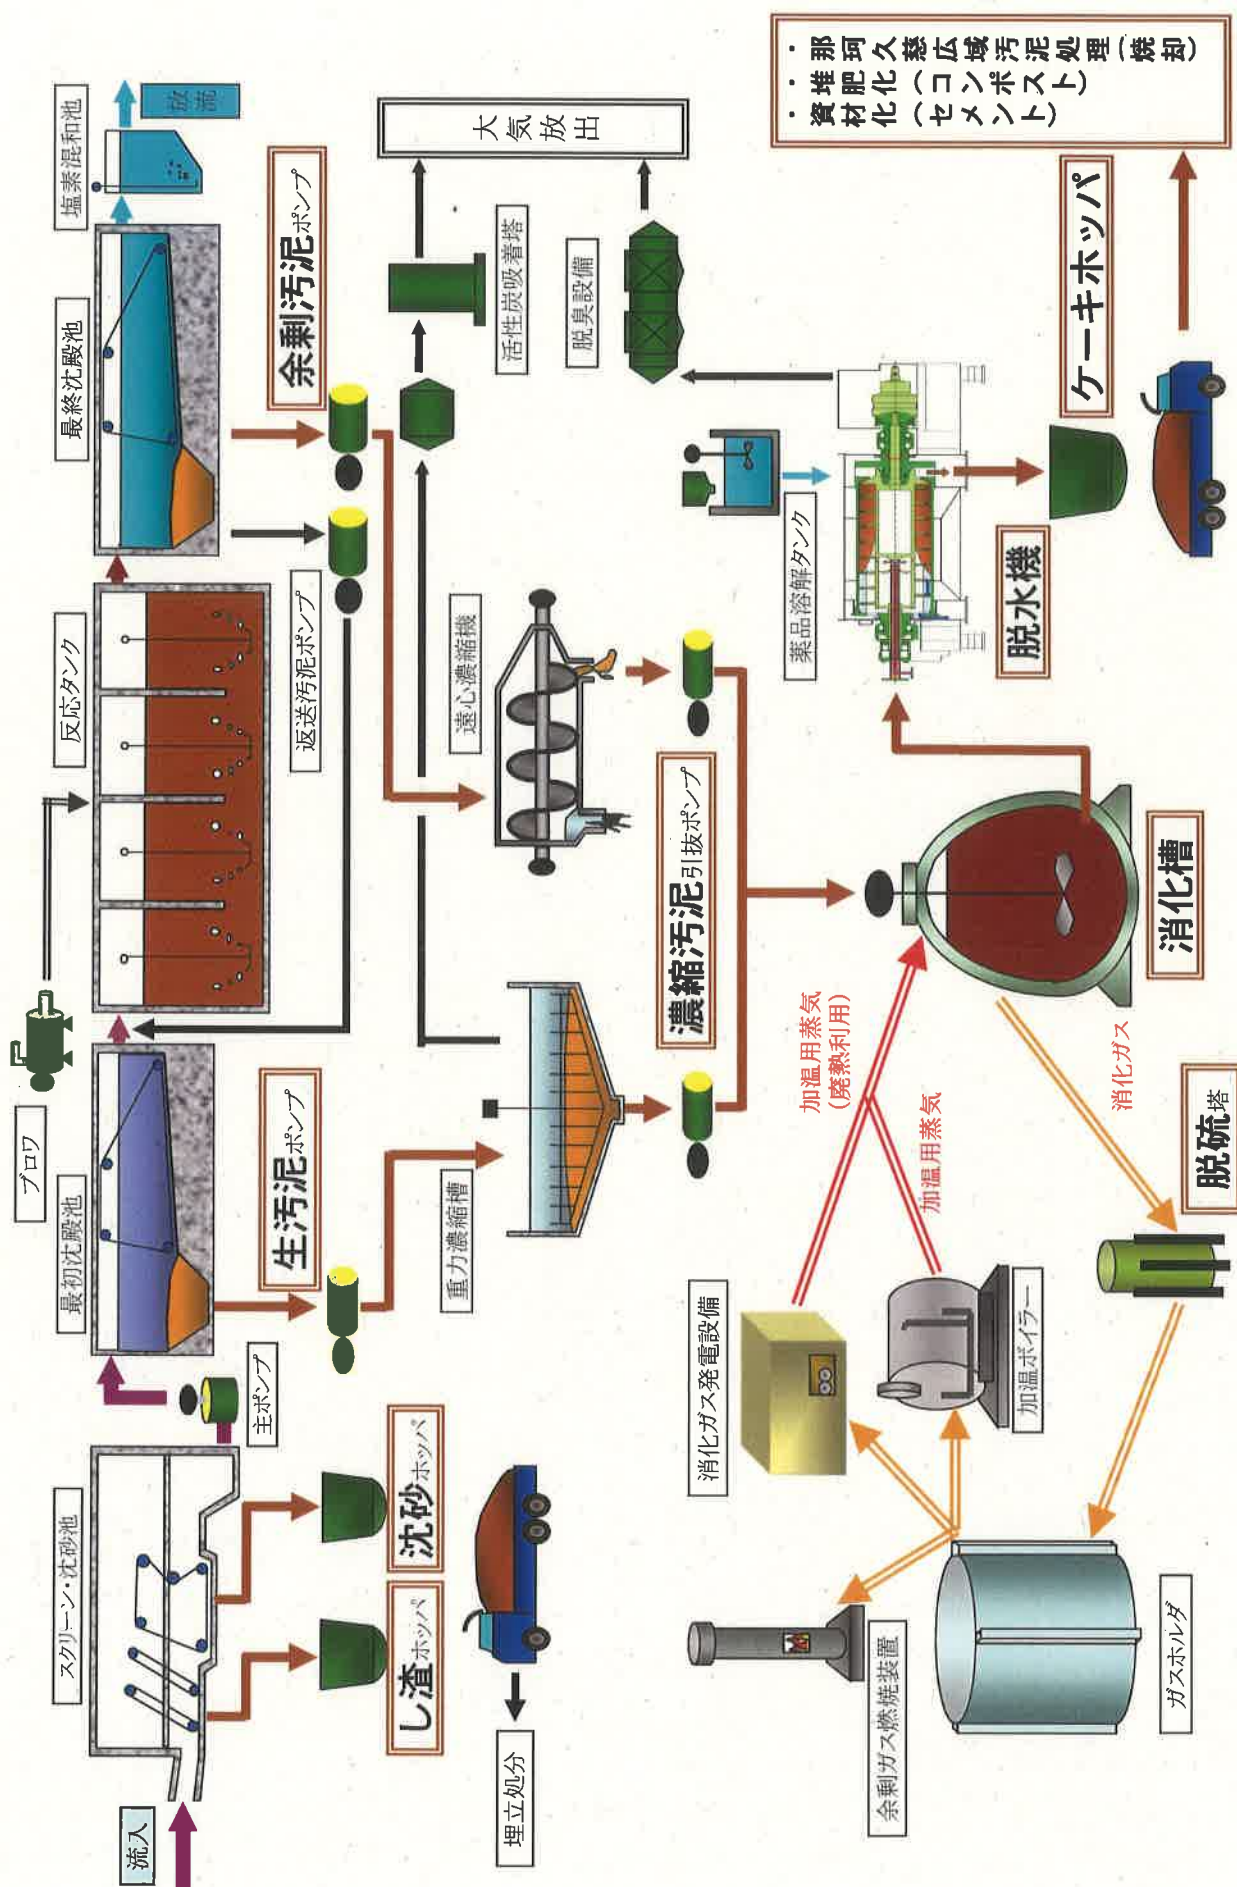 流入
スクリーン・沈砂池
主ポンプ
最初沈殿池
ブロワ
反応タンク
最終沈殿池
塩素混和池
放流
し渣ホッパ
沈砂ホッパ
埋立処分
生汚泥ポンプ
返送汚泥ポンプ
余剰汚泥ポンプ
重力濃縮槽
遠心濃縮機
活性炭吸着塔
大気放出
脱臭設備
濃縮汚泥引抜ポンプ
薬品溶解タンク
脱水機
ケーキホッパ
・那珂久慈広域汚泥処理(焼却)
・堆肥化(コンポスト)
・資材化(セメント)
消化槽
加温用蒸気
(廃熱利用)
加温用蒸気
消化ガス
脱硫塔
消化ガス発電設備
加温ボイラー
余剰ガス燃焼装置
ガスホルダ